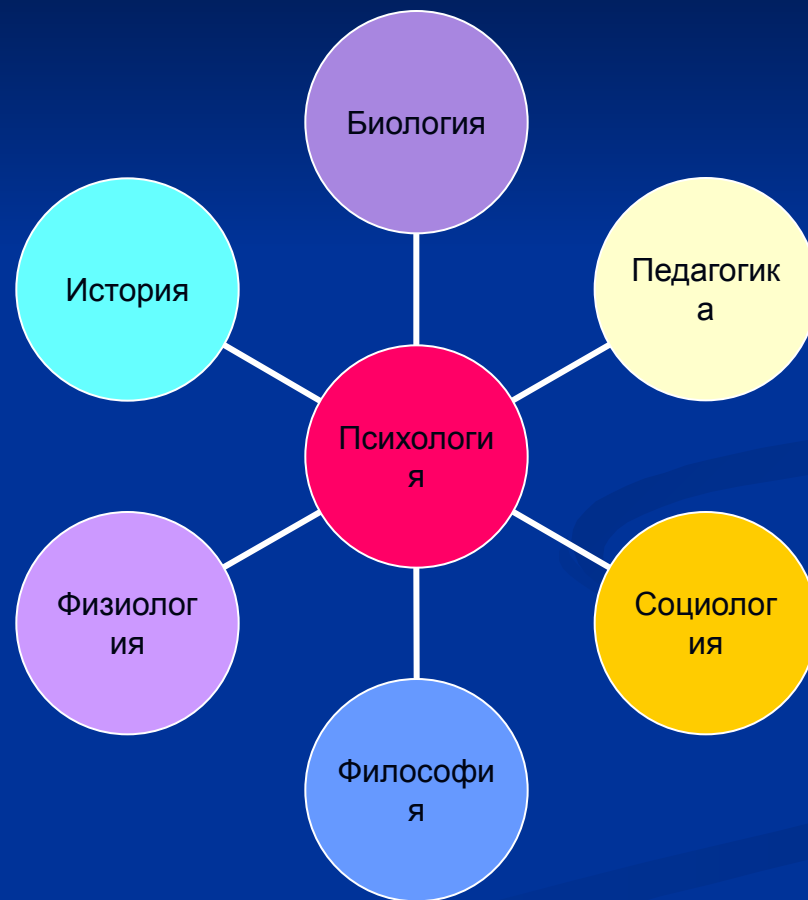 Биология
История
Педагогик
а
Психологи
я
Физиолог
ия
Социолог
ия
Философи
я